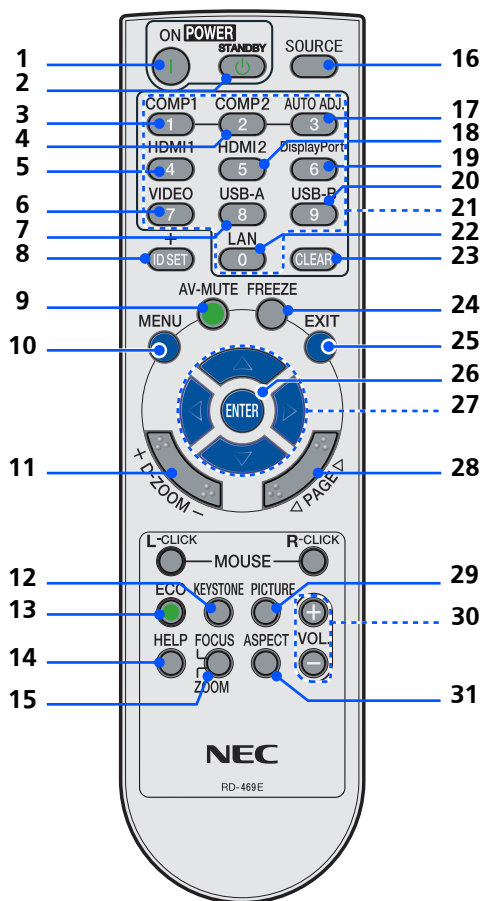 ON POWER
STANDBY
SOURCE
1
2
16
COMP1 COMP2 AUTO ADJ.
3
1 2 3
17
4
18
HDMI1 HDMI2 DisplayPort
5
4 5 6
19
VIDEO USB-A USB-B
20
6
7 8 9
21
7
+ LAN
22
8
ID SET 0 CLEAR
23
AV-MUTE FREEZE
9
24
MENU EXIT
10
25
26
ENTER
27
11
+ D-ZOOM −
◁ PAGE ▷
28
L-CLICK R-CLICK
MOUSE
12
29
ECO KEYSTONE PICTURE +
13
30
HELP FOCUS ASPECT VOL.
14
−
ZOOM
15
31
NEC
RD-469E